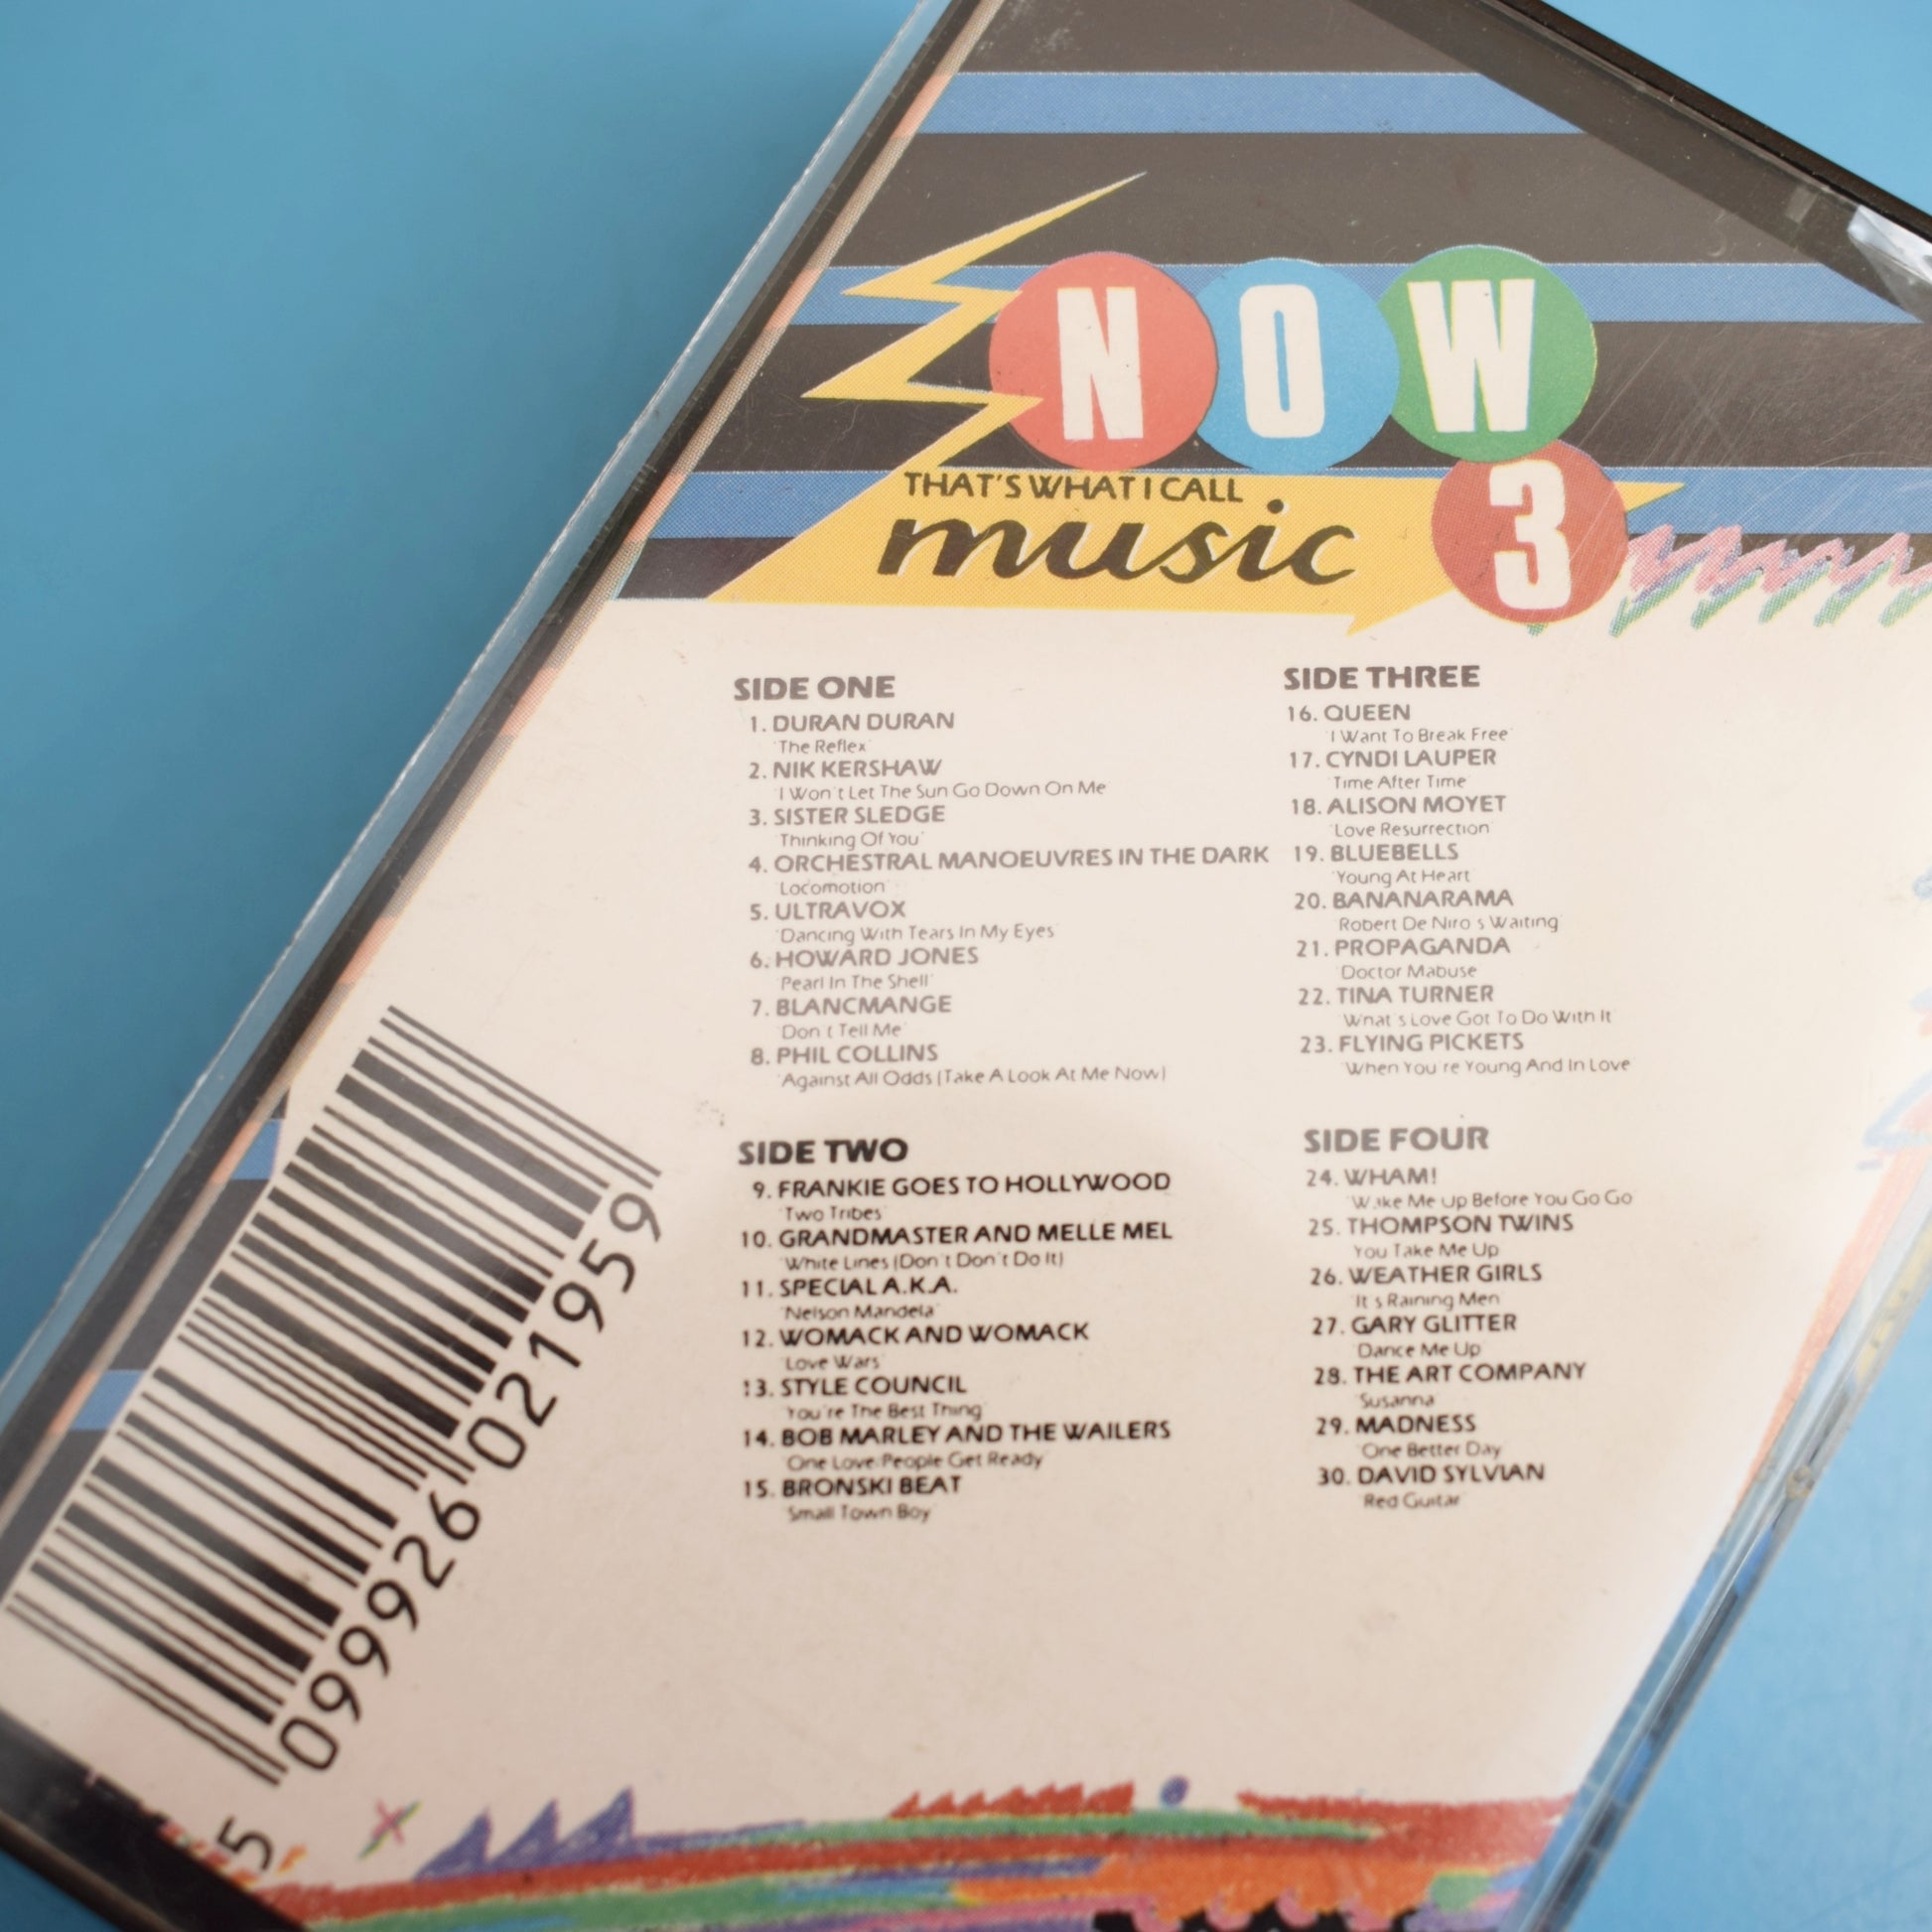 NOW
3
THAT'S WHAT I CALL
music
SIDE ONE
1. DURAN DURAN
'The Reflex'
2. NIK KERSHAW
'I Won't Let The Sun Go Down On Me'
3. SISTER SLEDGE
'Thinking Of You'
4. ORCHESTRAL MANOEUVRES IN THE DARK
'Locomotion'
5. ULTRAVOX
'Dancing With Tears In My Eyes'
6. HOWARD JONES
'Pearl In The Shell'
7. BLANCMANGE
'Don't Tell Me'
8. PHIL COLLINS
'Against All Odds (Take A Look At Me Now)
SIDE TWO
9. FRANKIE GOES TO HOLLYWOOD
'Two Tribes'
10. GRANDMASTER AND MELLE MEL
'White Lines (Don't Don't Do It)
11. SPECIAL A.K.A.
'Nelson Mandela'
12. WOMACK AND WOMACK
'Love Wars'
13. STYLE COUNCIL
'You're The Best Thing'
14. BOB MARLEY AND THE WAILERS
'One Love/People Get Ready'
15. BRONSKI BEAT
'Small Town Boy'
SIDE THREE
16. QUEEN
'I Want To Break Free'
17. CYNDI LAUPER
'Time After Time
18. ALISON MOYET
'Love Resurrection'
19. BLUEBELLS
'Young At Heart'
20. BANANARAMA
'Robert De Niro's Waiting'
21. PROPAGANDA
'Doctor Mabuse
22. TINA TURNER
'What's Love Got To Do With It
23. FLYING PICKETS
'When You're Young And In Love
SIDE FOUR
24. WHAM!
'Wake Me Up Before You Go Go
25. THOMPSON TWINS
You Take Me Up
26. WEATHER GIRLS
'It's Raining Men'
27. GARY GLITTER
'Dance Me Up'
28. THE ART COMPANY
'Susanna'
29. MADNESS
'One Better Day
30. DAVID SYLVIAN
'Red Guitar'
5 099926 021959